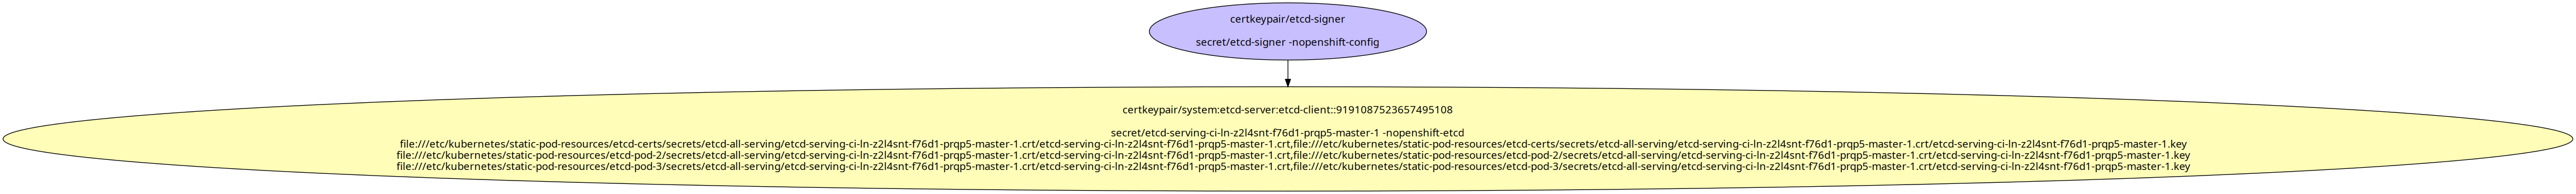 certkeypair/etcd-signer
secret/etcd-signer -nopenshift-config
certkeypair/system:etcd-server:etcd-client::9191087523657495108
secret/etcd-serving-ci-ln-z2l4snt-f76d1-prqp5-master-1 -nopenshift-etcd
file:///etc/kubernetes/static-pod-resources/etcd-certs/secrets/etcd-all-serving/etcd-serving-ci-ln-z2l4snt-f76d1-prqp5-master-1.crt/etcd-serving-ci-ln-z2l4snt-f76d1-prqp5-master-1.crt,file:///etc/kubernetes/static-pod-resources/etcd-certs/secrets/etcd-all-serving/etcd-serving-ci-ln-z2l4snt-f76d1-prqp5-master-1.crt/etcd-serving-ci-ln-z2l4snt-f76d1-prqp5-master-1.key
file:///etc/kubernetes/static-pod-resources/etcd-pod-2/secrets/etcd-all-serving/etcd-serving-ci-ln-z2l4snt-f76d1-prqp5-master-1.crt/etcd-serving-ci-ln-z2l4snt-f76d1-prqp5-master-1.crt,file:///etc/kubernetes/static-pod-resources/etcd-pod-2/secrets/etcd-all-serving/etcd-serving-ci-ln-z2l4snt-f76d1-prqp5-master-1.crt/etcd-serving-ci-ln-z2l4snt-f76d1-prqp5-master-1.key
file:///etc/kubernetes/static-pod-resources/etcd-pod-3/secrets/etcd-all-serving/etcd-serving-ci-ln-z2l4snt-f76d1-prqp5-master-1.crt/etcd-serving-ci-ln-z2l4snt-f76d1-prqp5-master-1.crt,file:///etc/kubernetes/static-pod-resources/etcd-pod-3/secrets/etcd-all-serving/etcd-serving-ci-ln-z2l4snt-f76d1-prqp5-master-1.crt/etcd-serving-ci-ln-z2l4snt-f76d1-prqp5-master-1.key